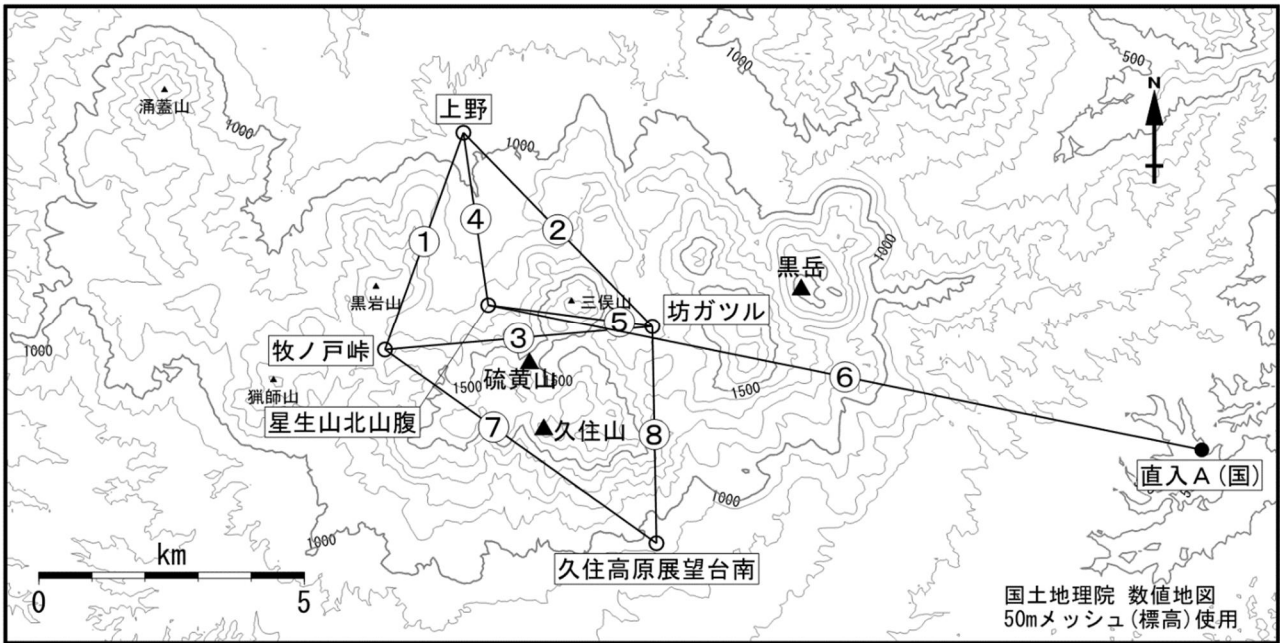 1000
500
N
涌蓋山
1000
上野
1000
④
①
②
1000
黒岳
黒岩山
三俣山
坊ガツル
⑤
③
1000
牧ノ戸峠
硫黄山
1500
1500
猟師山
⑥
1500
星生山北山腹
⑦
久住山
⑧
直入A(国)
1000
1000
km
久住高原展望台南
0
5
国土地理院 数値地図
50mメッシュ(標高)使用